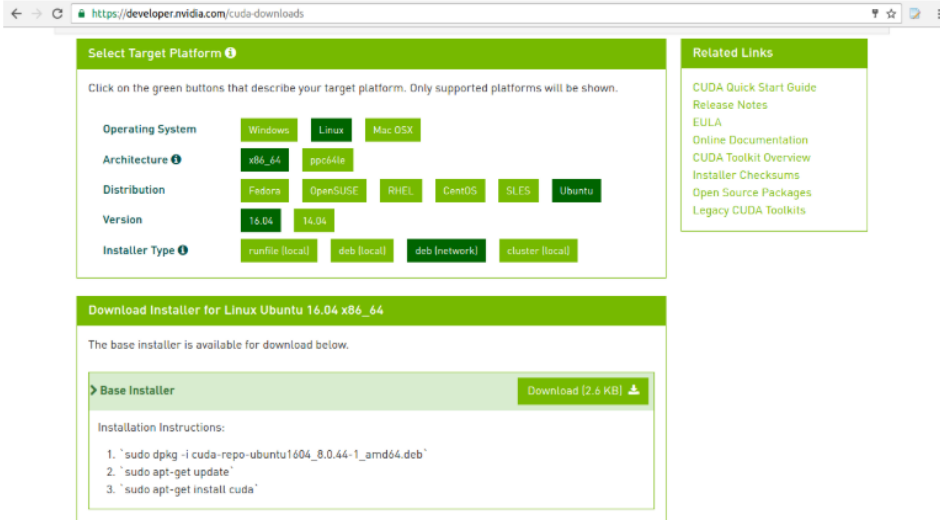 https://developer.nvidia.com/cuda-downloads
Select Target Platform
Click on the green buttons that describe your target platform. Only supported platforms will be shown.
Operating System Windows Linux Mac OSX
Architecture x86_64 ppc64le
Distribution Fedora OpenSUSE RHEL CentOS SLES Ubuntu
Version 16.04 14.04
Installer Type runfile (local) deb (local) deb (network) cluster (local)
Related Links
CUDA Quick Start Guide
Release Notes
EULA
Online Documentation
CUDA Toolkit Overview
Installer Checksums
Open Source Packages
Legacy CUDA Toolkits
Download Installer for Linux Ubuntu 16.04 x86_64
The base installer is available for download below.
Base Installer Download (2.6 KB)
Installation Instructions:
1. `sudo dpkg -i cuda-repo-ubuntu1604_8.0.44-1_amd64.deb`
2. `sudo apt-get update`
3. `sudo apt-get install cuda`